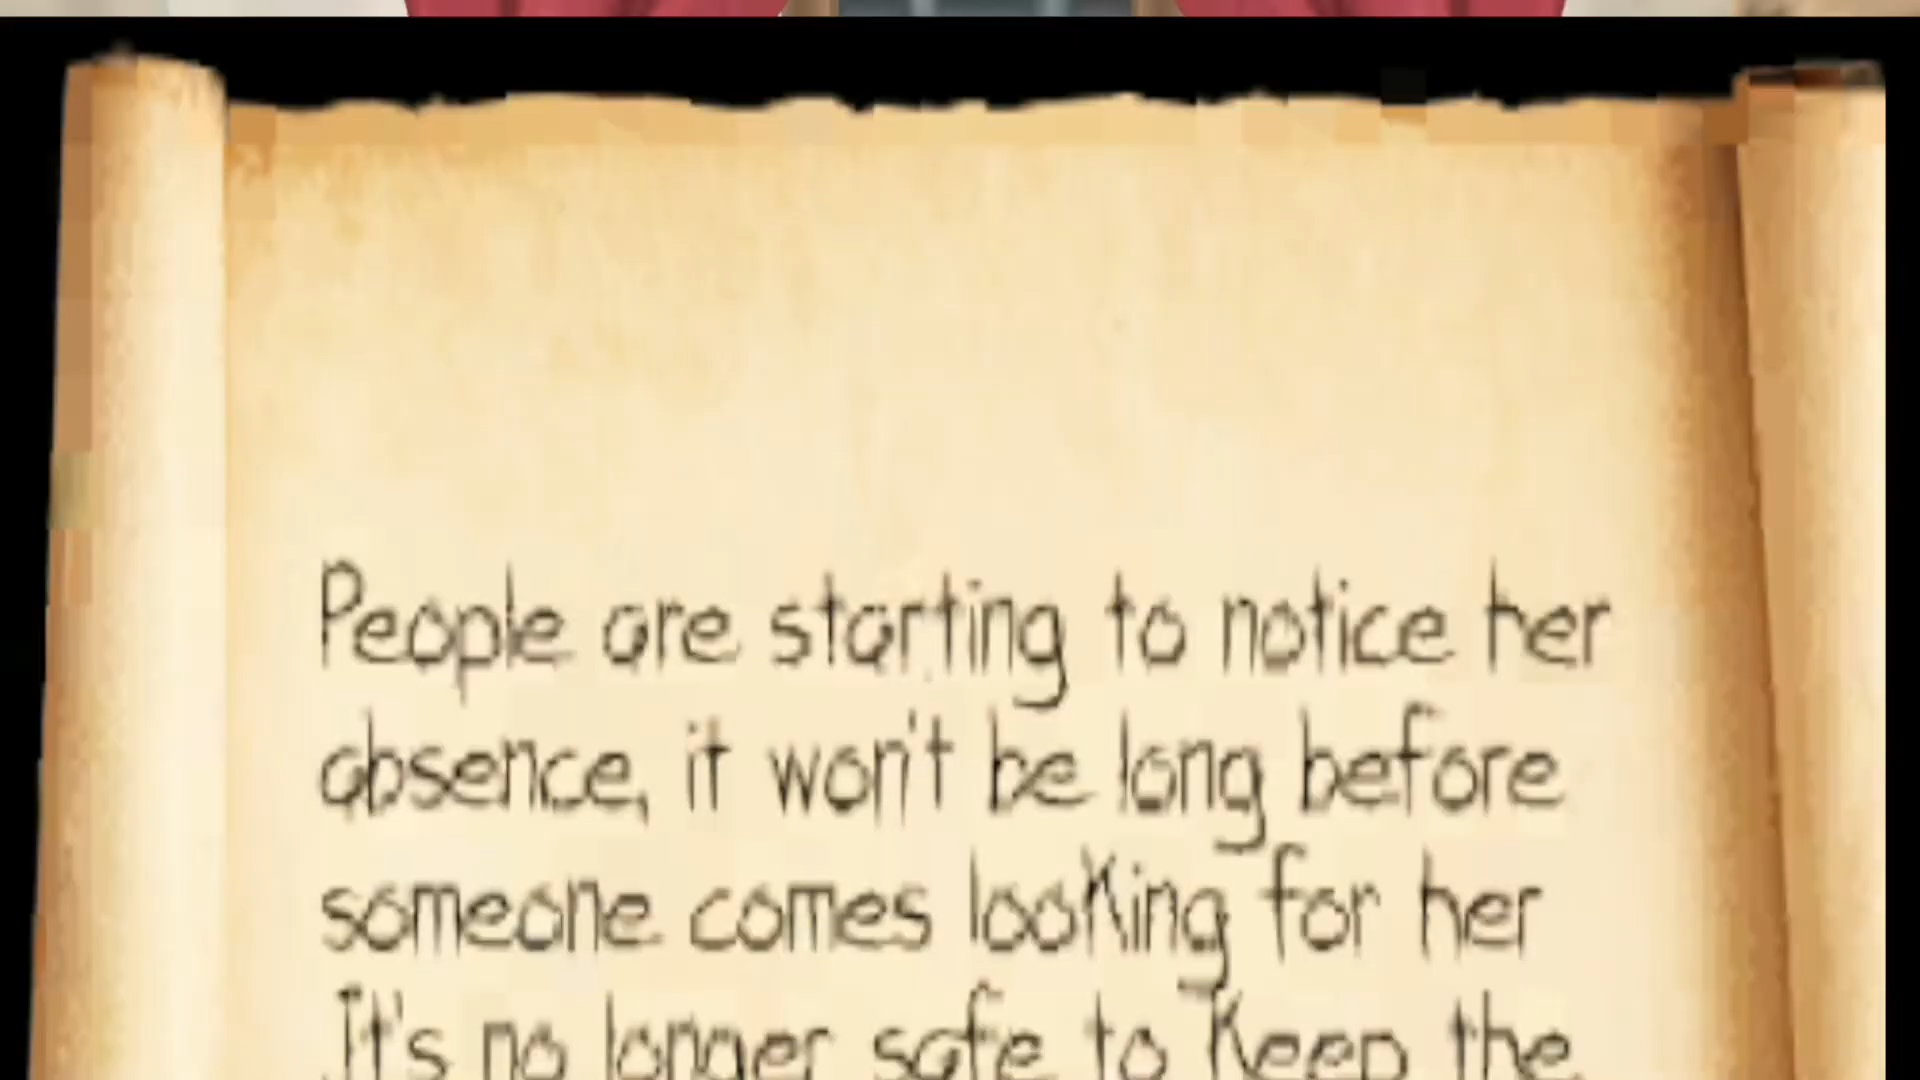 People are starting to notice her
absence, it won't be long before
someone comes looking for her
It's no longer safe to keep the